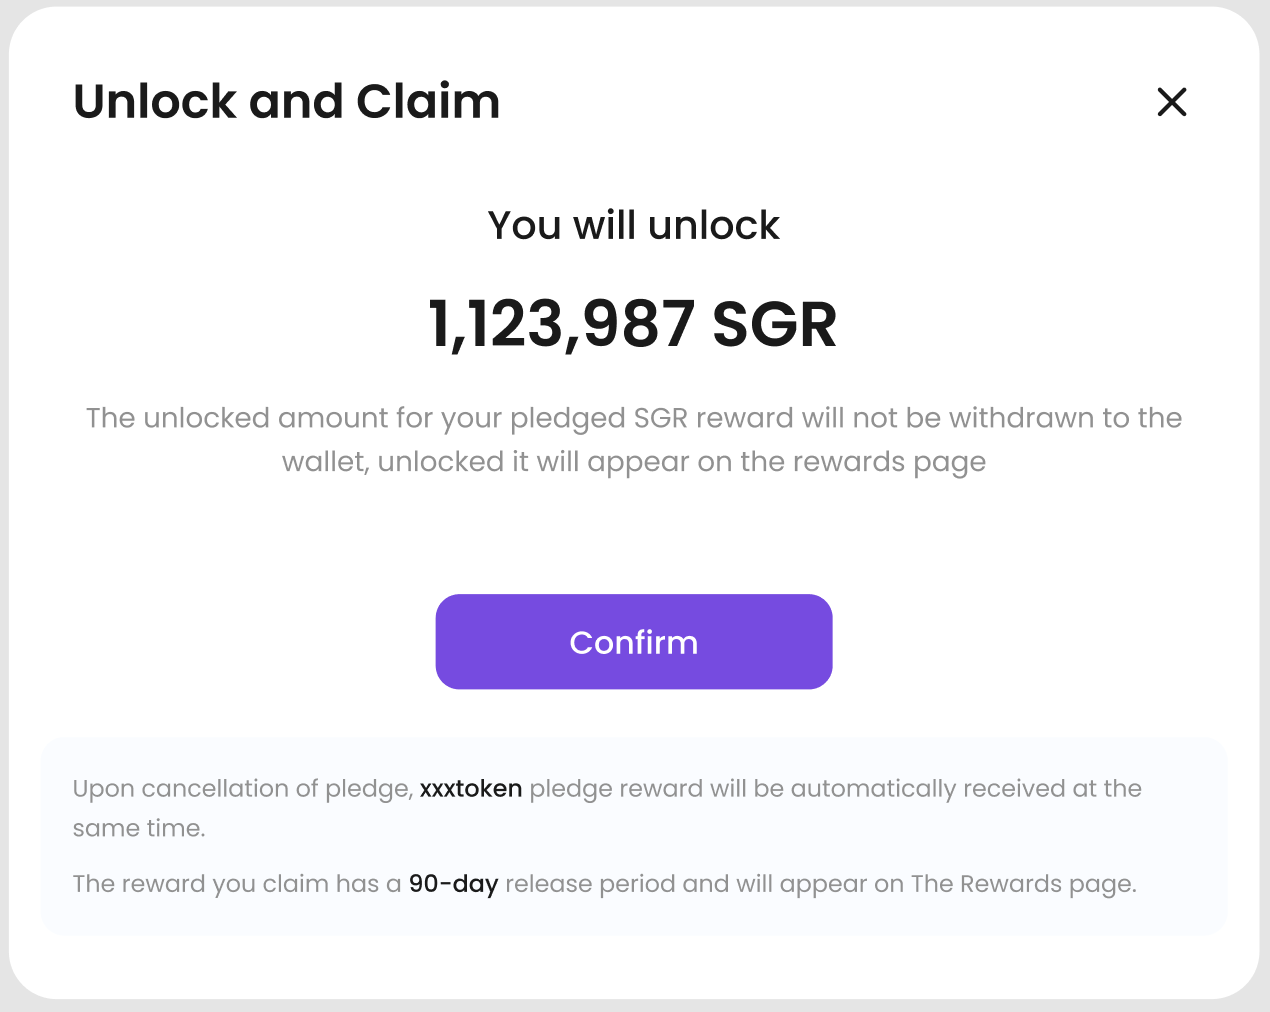 Unlock and Claim
You will unlock
1,123,987 SGR
The unlocked amount for your pledged SGR reward will not be withdrawn to the
wallet, unlocked it will appear on the rewards page
Confirm
Upon cancellation of pledge, xxxtoken pledge reward will be automatically received at the
same time.
The reward you claim has a 90-day release period and will appear on The Rewards page.